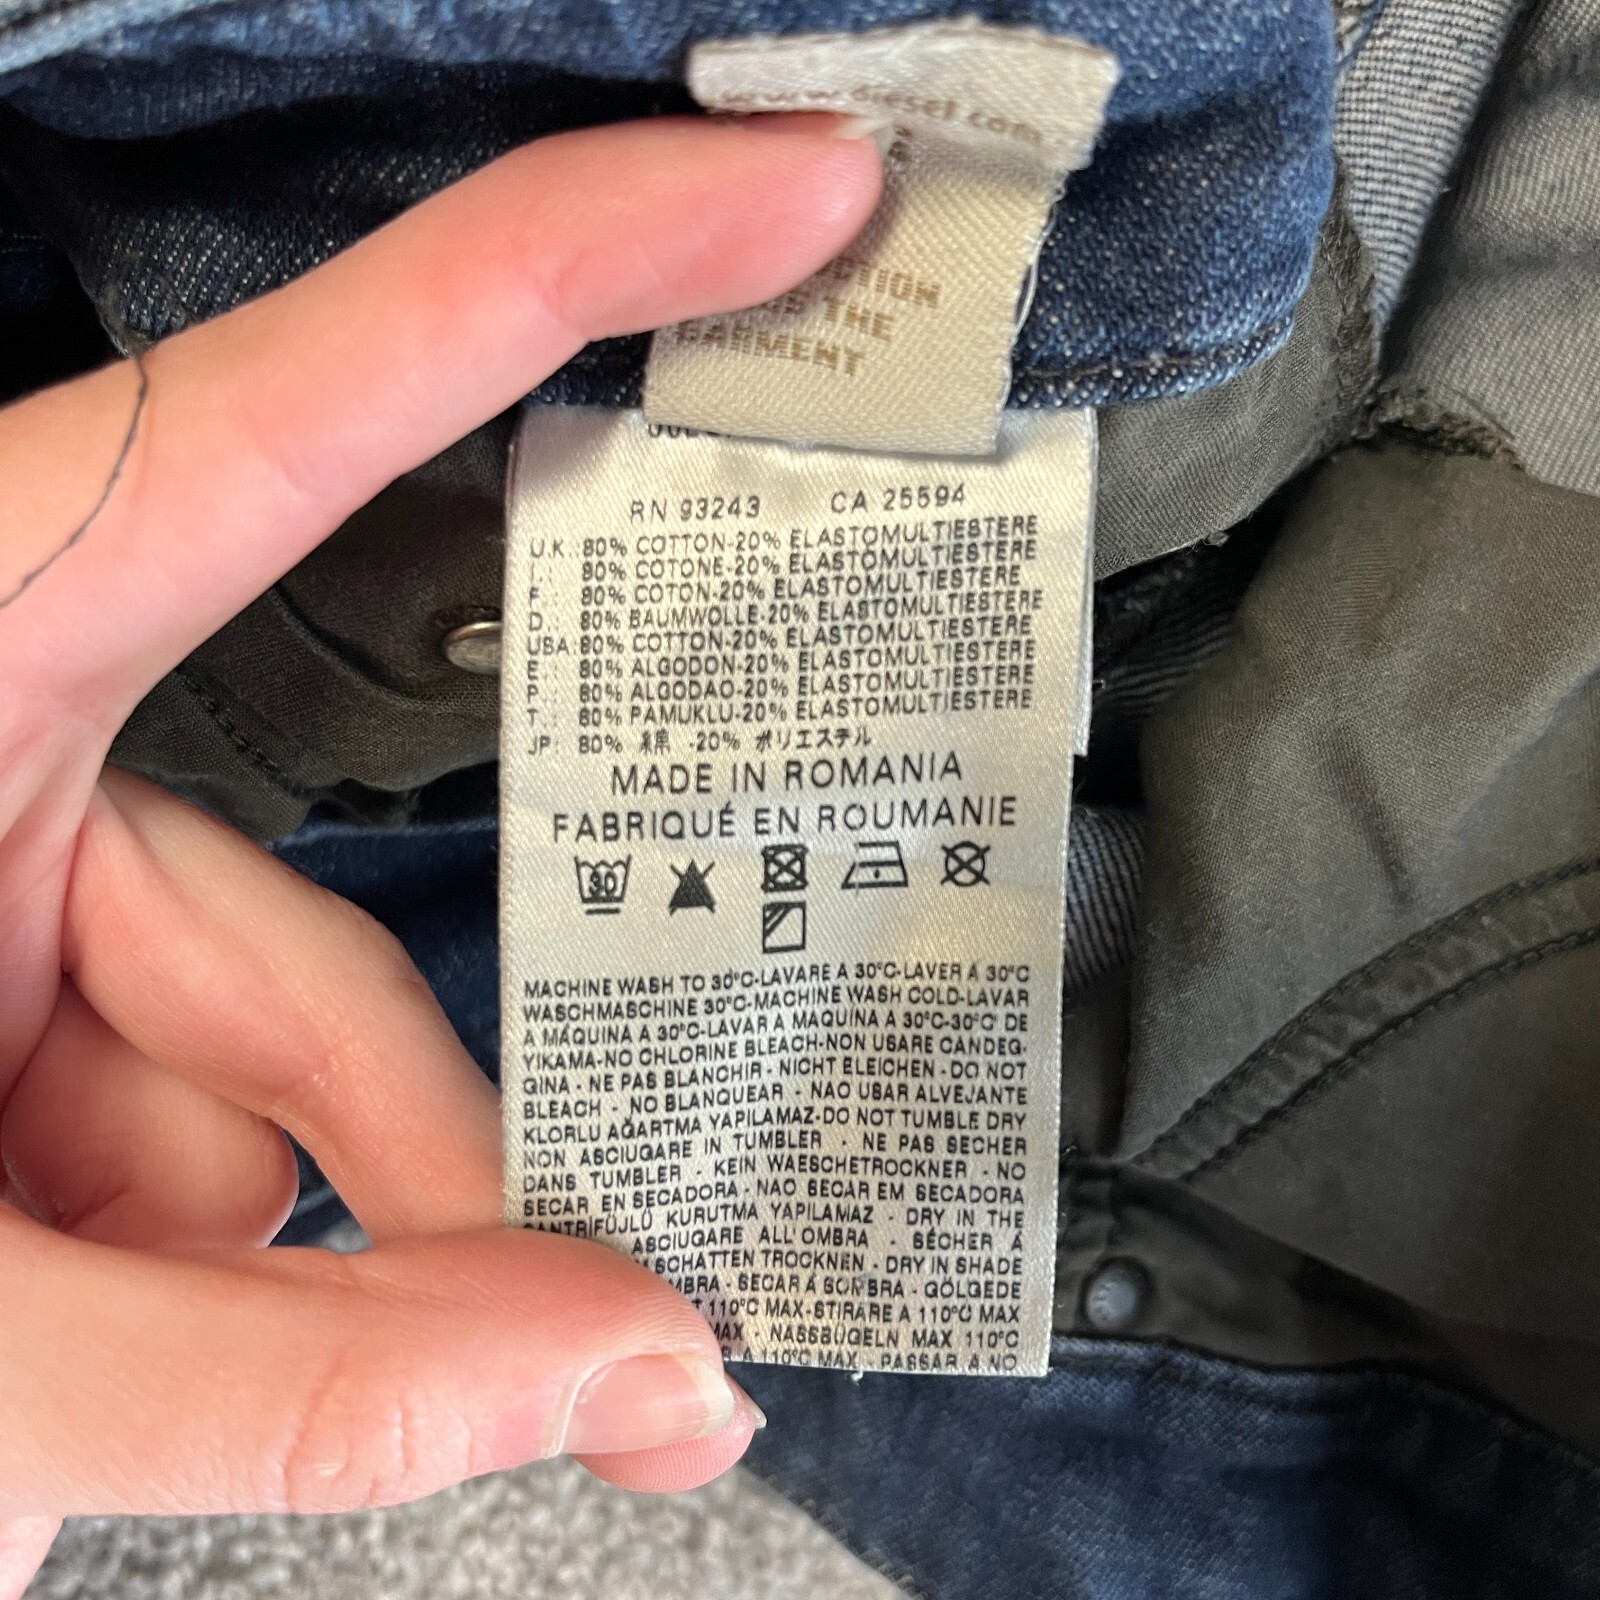 www.diesel.com
OF THE
GARMENT
RN 93243 CA 25594
U.K.:80% COTTON-20% ELASTOMULTIESTERE
I.: 80% COTONE-20% ELASTOMULTIESTERE
F.: 80% COTON-20% ELASTOMULTIESTERE
D.: 80% BAUMWOLLE-20% ELASTOMULTIESTERE
USA:80% COTTON-20% ELASTOMULTIESTERE
E.: 80% ALGODON-20% ELASTOMULTIESTERE
P.: 80% ALGODAO-20% ELASTOMULTIESTERE
T.: 80% PAMUKLU-20% ELASTOMULTIESTERE
JP: 80% 綿 -20% ポリエステル
MADE IN ROMANIA
FABRIQUÉ EN ROUMANIE
30
MACHINE WASH TO 30°C-LAVARE A 30°C-LAVER Á 30°C
WASCHMASCHINE 30°C-MACHINE WASH COLD-LAVAR
A MÁQUINA A 30°C-LAVAR A MAQUINA A 30°C-30°C' DE
YIKAMA-NO CHLORINE BLEACH-NON USARE CANDEG-
GINA - NE PAS BLANCHIR - NICHT BLEICHEN - DO NOT
BLEACH - NO BLANQUEAR - NAO USAR ALVEJANTE
KLORLU AĞARTMA YAPILAMAZ-DO NOT TUMBLE DRY
NON ASCIUGARE IN TUMBLER - NE PAS SECHER
DANS TUMBLER - KEIN WAESCHETROCKNER - NO
SECAR EN SECADORA - NAO SECAR EM SECADORA
SANTRİFÜJLÜ KURUTMA YAPILAMAZ - DRY IN THE
ASCIUGARE ALL'OMBRA - SÉCHER Á
SCHATTEN TROCKNEN - DRY IN SHADE
SECAR Á SOMBRA - GÖLGEDE
110°C MAX-STIRARE A 110°C MAX
MAX - NASSBÜGELN MAX 110°C
A 110°C MAX - PASSAR A NO